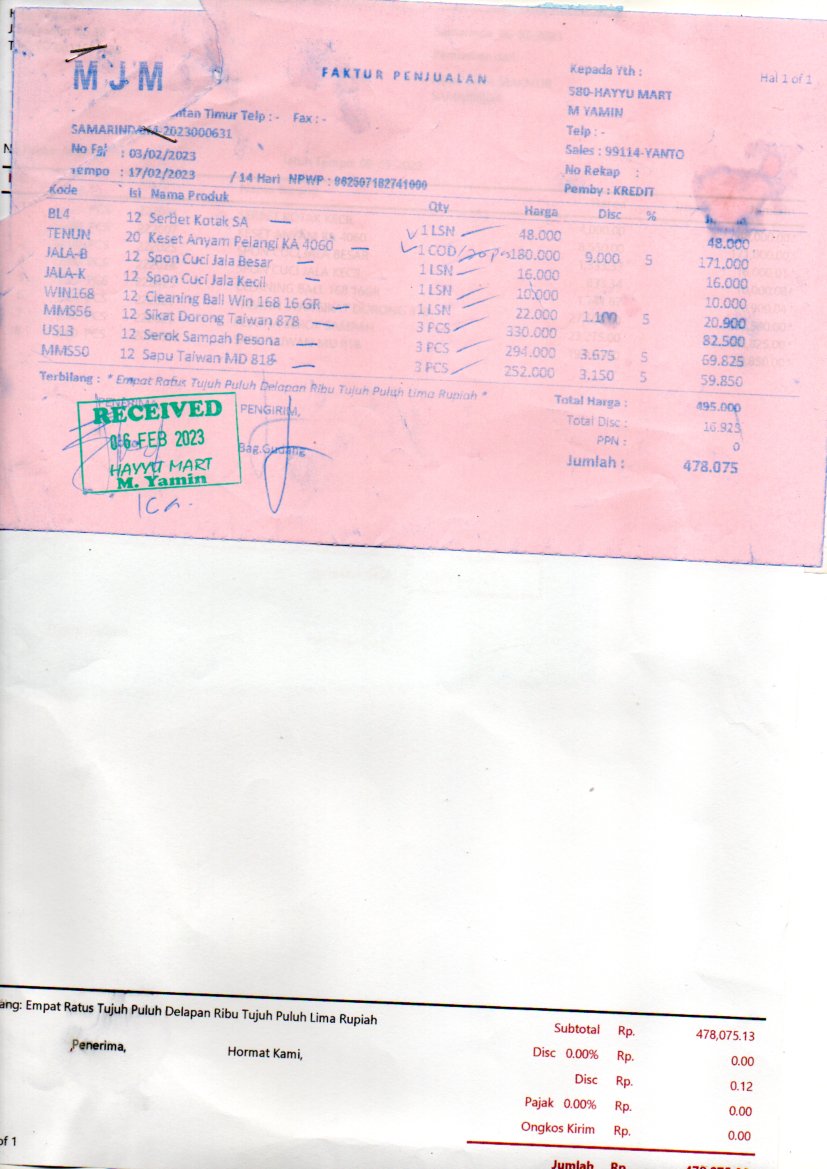 MJM
FAKTUR PENJUALAN
Kepada Yth :
Hal 1 of 1
580-HAYYU MART
M YAMIN
Telp : -
Sales : 99114-YANTO
No Rekap :
Pemby : KREDIT
Timur Telp : - Fax : -
SAMARINDA
2023000631
No Fa
: 03/02/2023
Tempo : 17/02/2023 / 14 Hari NPWP : 862507182741000
Kode Isi Nama Produk Qty Harga Disc %
BL4 12 Serbet Kotak SA 1 LSN 48.000 48.000
TENUN 20 Keset Anyam Pelangi KA 4060 1 COD 180.000 9.000 5 171.000
JALA-B 12 Spon Cuci Jala Besar 1 LSN 16.000 16.000
JALA-K 12 Spon Cuci Jala Kecil 1 LSN 10.000 10.000
WIN168 12 Cleaning Ball Win 168 16 GR 1 LSN 22.000 1.100 5 20.900
MMS56 12 Sikat Dorong Taiwan 878 3 PCS 330.000 82.500
US13 12 Serok Sampah Pesona 3 PCS 294.000 3.675 5 69.825
MMS50 12 Sapu Taiwan MD 818 3 PCS 252.000 3.150 5 59.850
Terbilang : * Empat Ratus Tujuh Puluh Delapan Ribu Tujuh Puluh Lima Rupiah *
Total Harga : 495.000
Total Disc : 16.925
PPN : 0
Jumlah : 478.075
PENERIMA
PENGIRIM,
Bag.Gudang
RECEIVED
06 FEB 2023
HAYYU MART
M. Yamin
ang: Empat Ratus Tujuh Puluh Delapan Ribu Tujuh Puluh Lima Rupiah
Penerima,
Hormat Kami,
Subtotal Rp. 478,075.13
Disc 0.00% Rp. 0.00
Disc Rp. 0.12
Pajak 0.00% Rp. 0.00
Ongkos Kirim Rp. 0.00
Jumlah Rp.
of 1